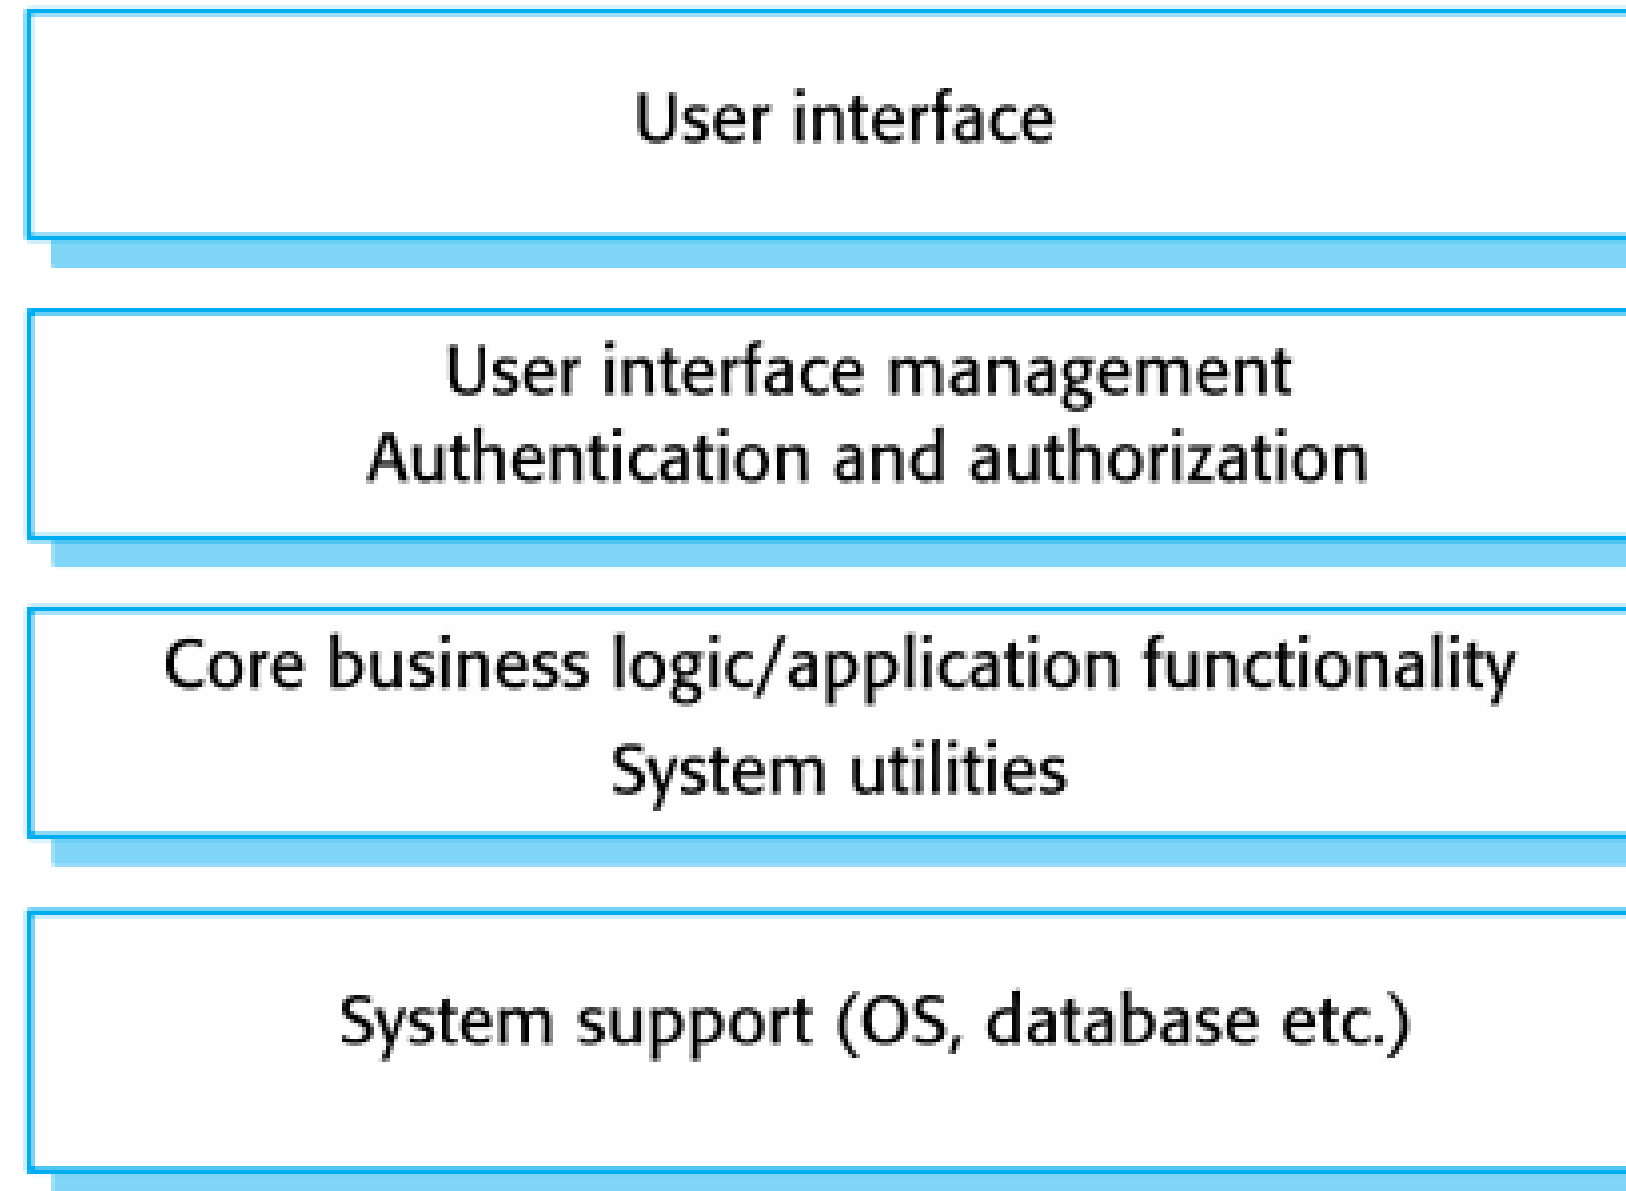 User interface
User interface management
Authentication and authorization
Core business logic/application functionality
System utilities
System support (OS, database etc.)